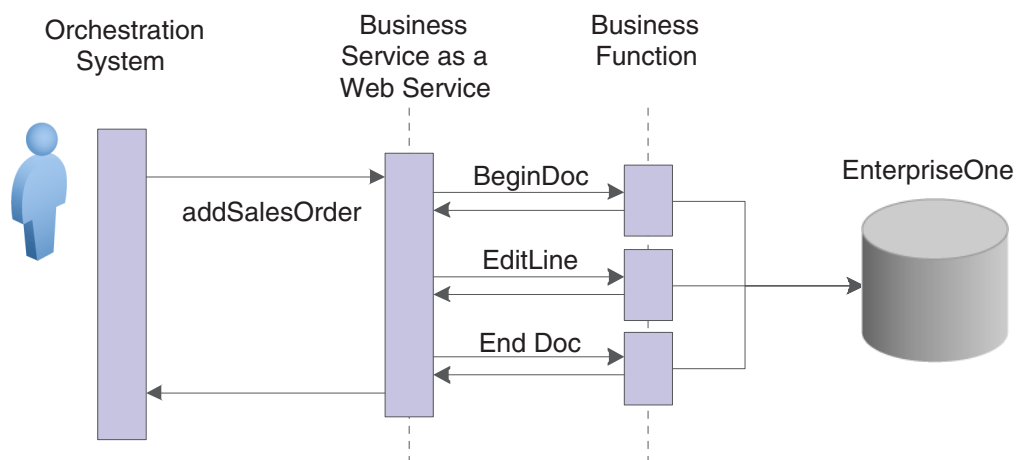 Orchestration
System
Business
Service as a
Web Service
Business
Function
BeginDoc
EnterpriseOne
addSalesOrder
EditLine
End Doc